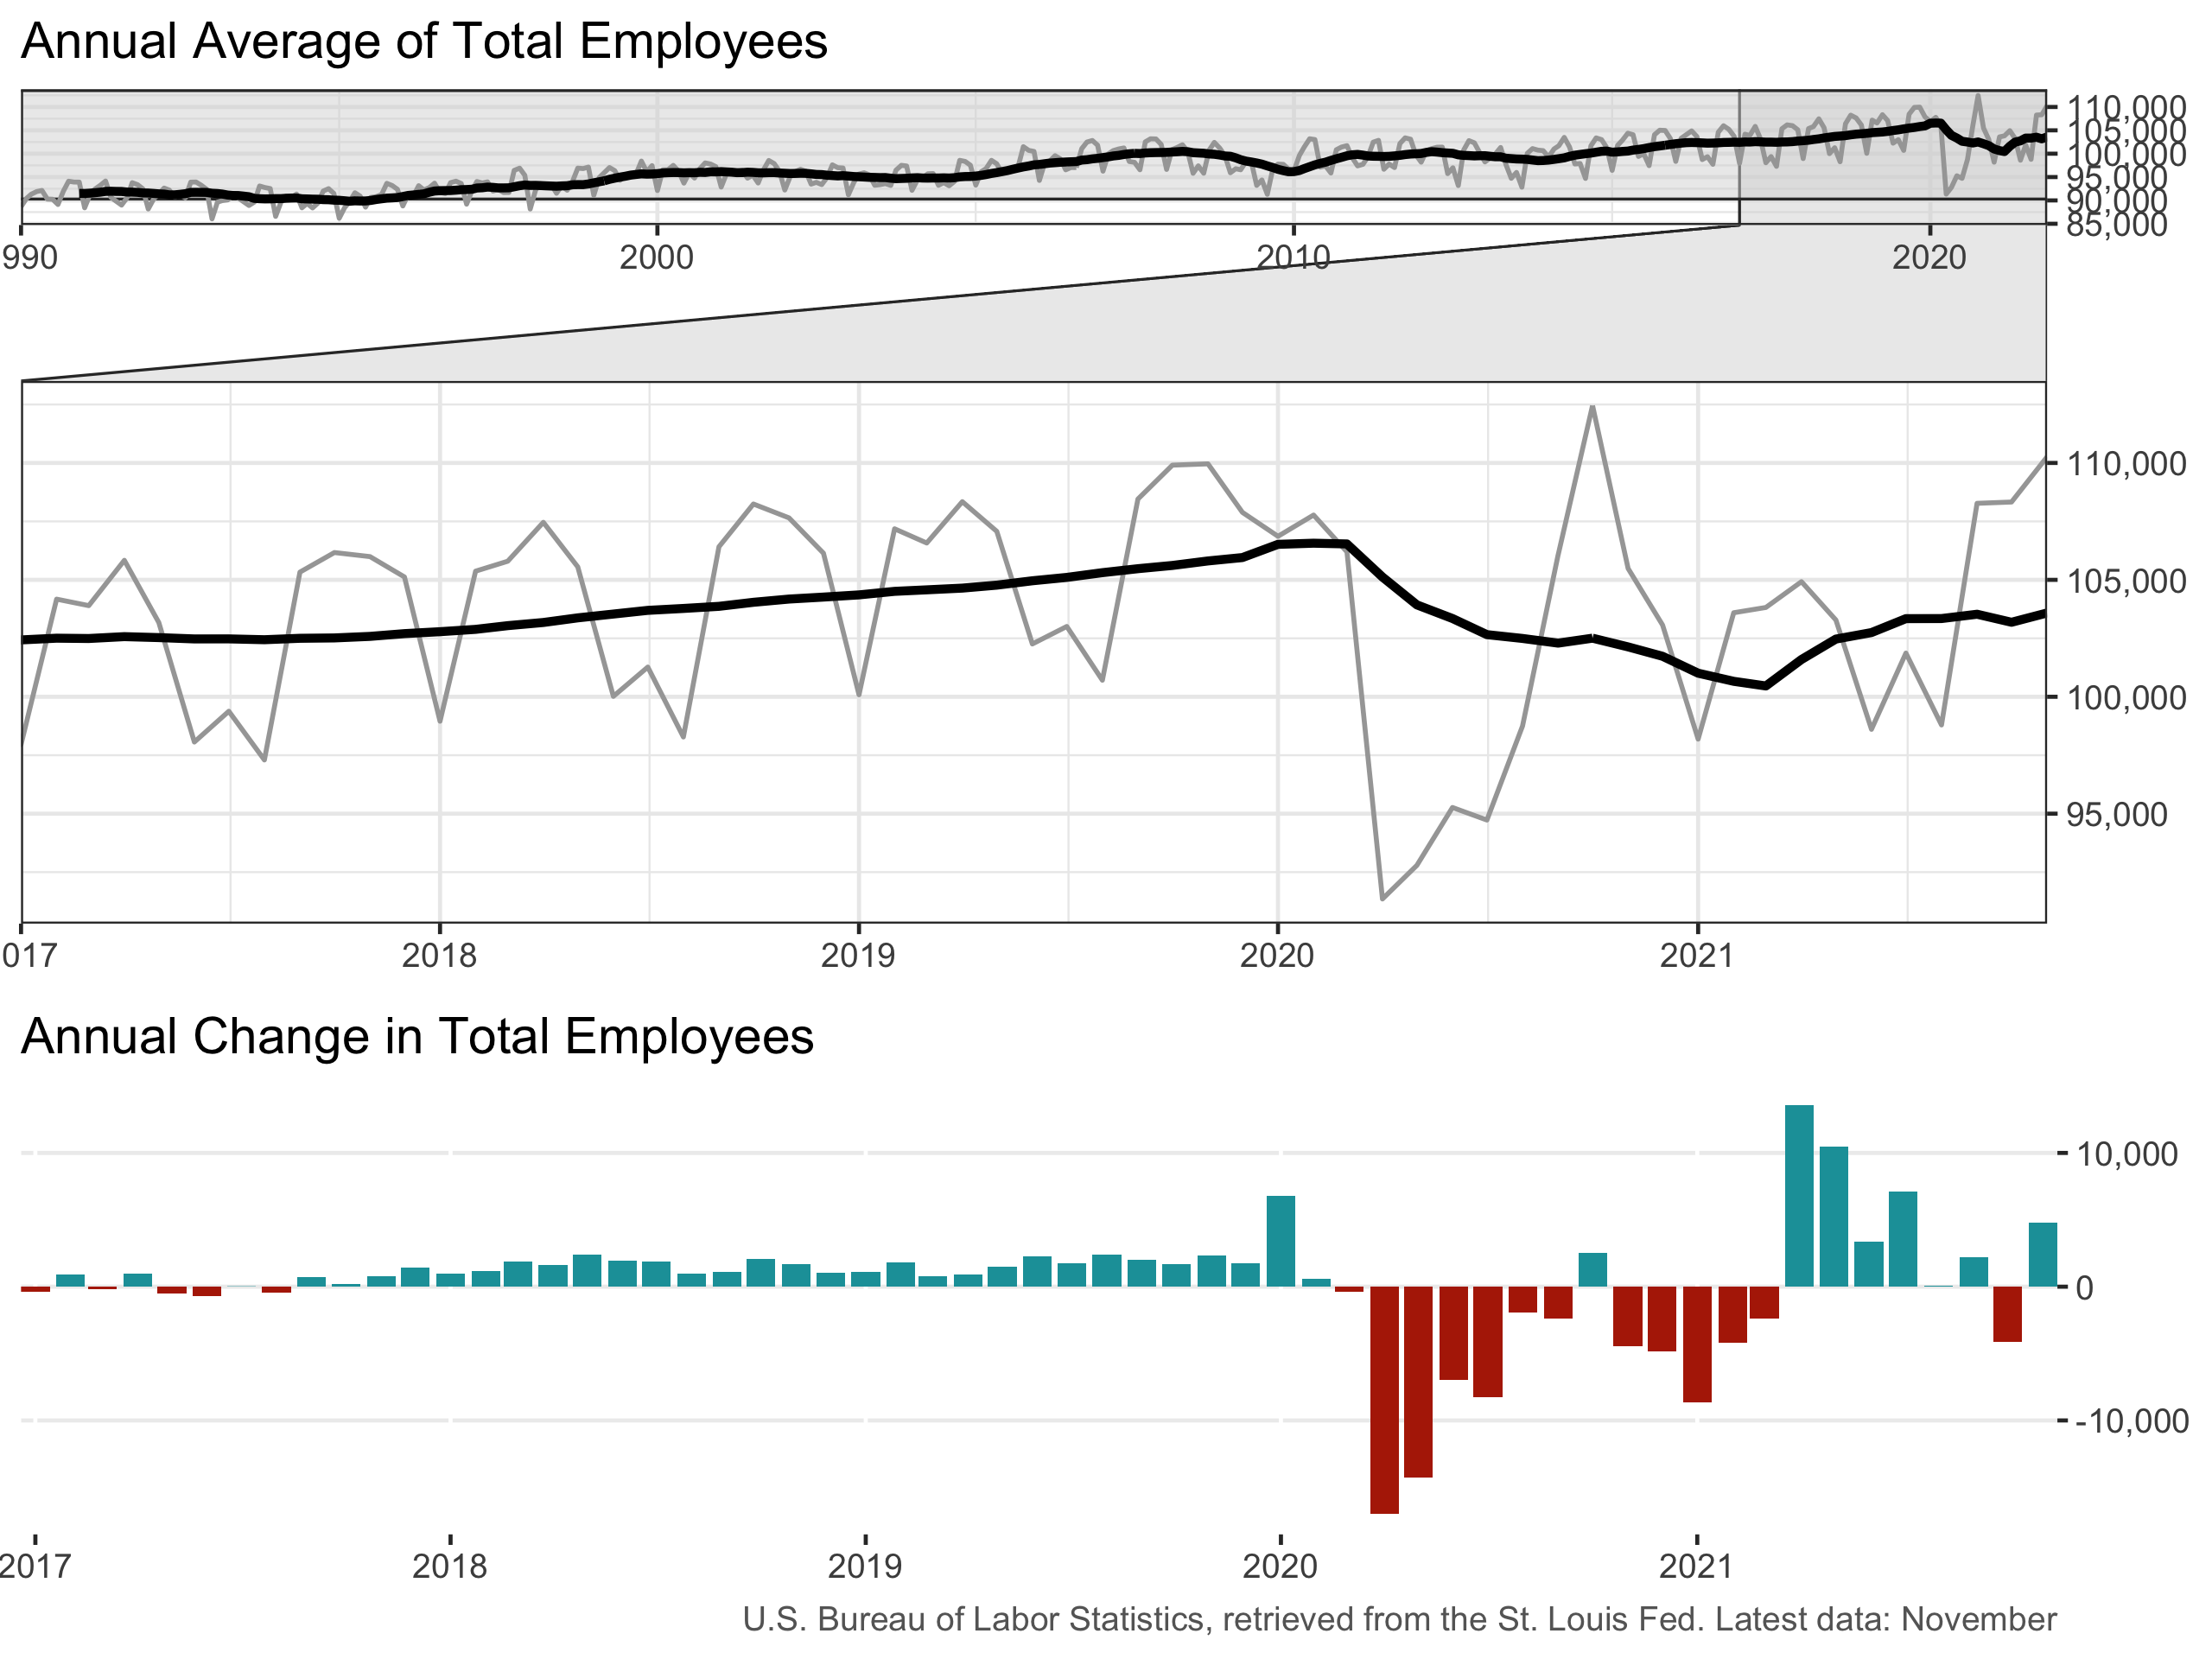 Annual Average of Total Employees
110,000
105,000
100,000
95,000
90,000
85,000
990 2000 2010 2020
110,000
105,000
100,000
95,000
017 2018 2019 2020 2021
Annual Change in Total Employees
10,000
0
-10,000
2017 2018 2019 2020 2021
U.S. Bureau of Labor Statistics, retrieved from the St. Louis Fed. Latest data: November